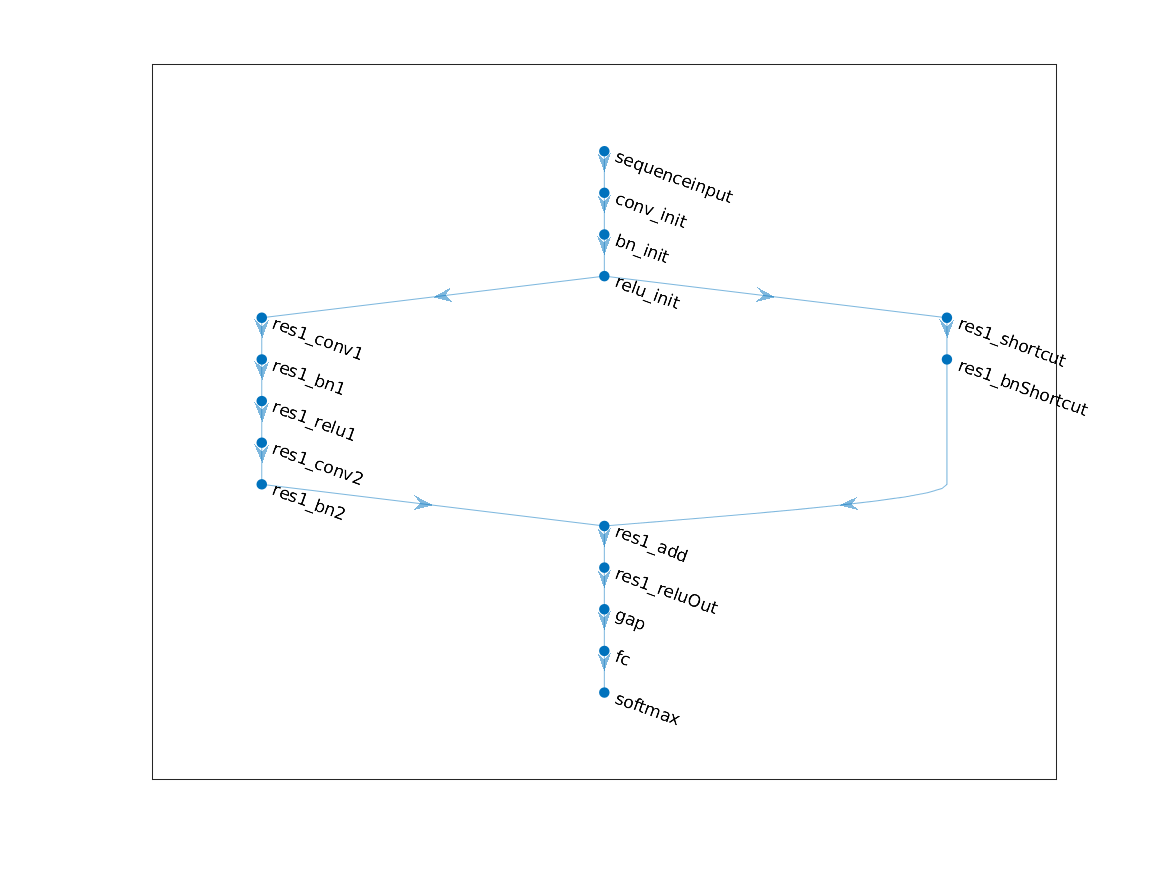 sequenceinput
conv_init
bn_init
relu_init
res1_conv1
res1_shortcut
res1_bn1
res1_bnShortcut
res1_relu1
res1_conv2
res1_bn2
res1_add
res1_reluOut
gap
fc
softmax